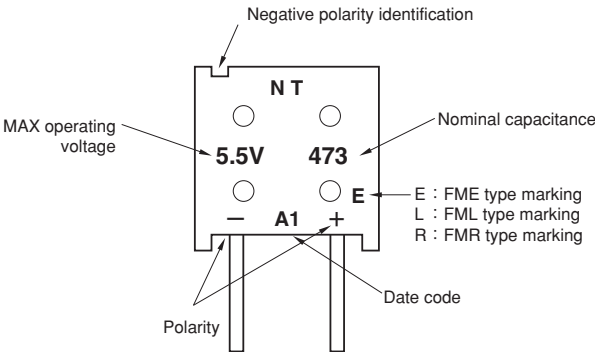 Negative polarity identification
N T
MAX operating
voltage
5.5V 473
Nominal capacitance
E
E : FME type marking
L : FML type marking
R : FMR type marking
− A1 +
Date code
Polarity